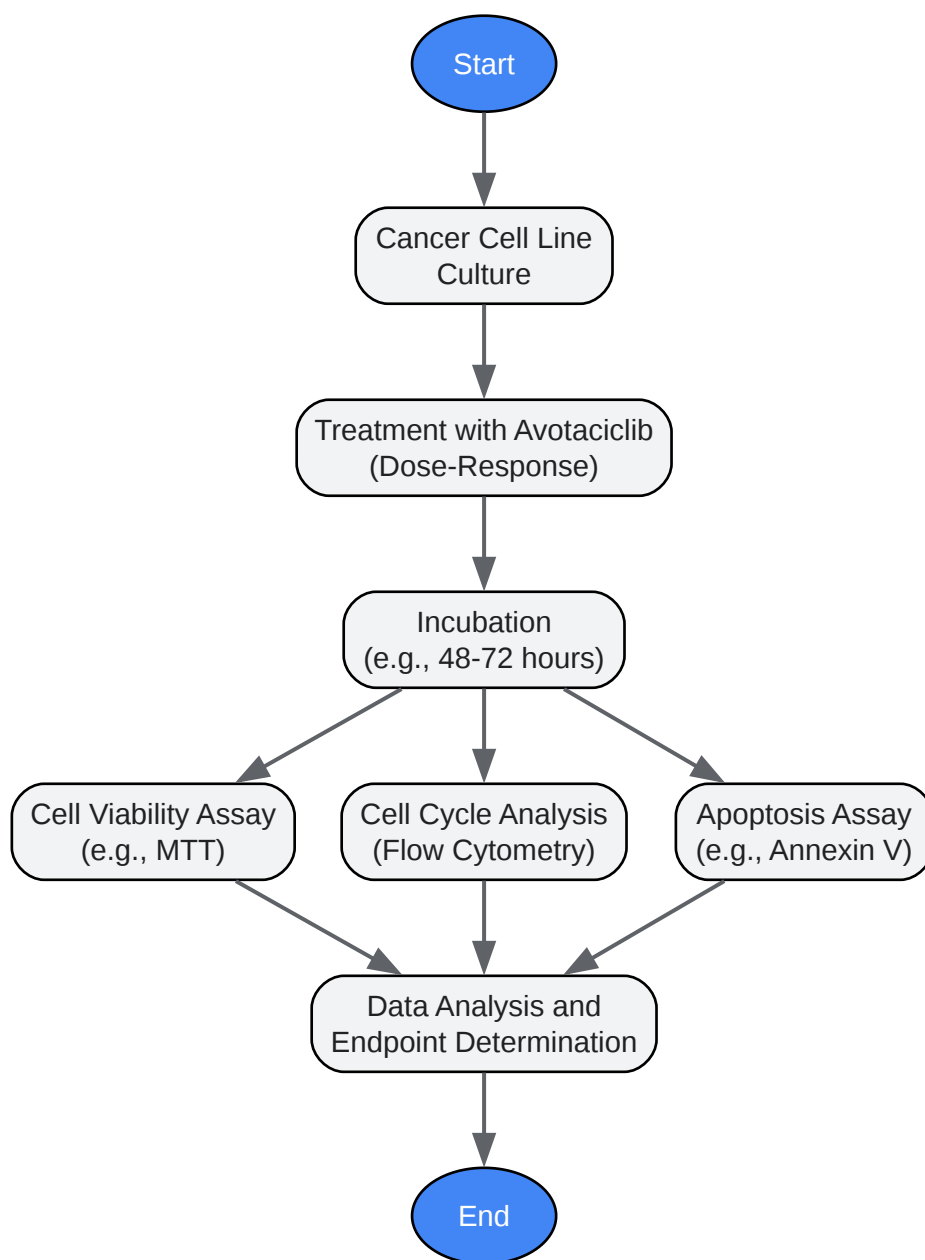 Start
Cancer Cell Line
Culture
Treatment with Avotaciclib
(Dose-Response)
Incubation
(e.g., 48-72 hours)
Cell Viability Assay
(e.g., MTT)
Cell Cycle Analysis
(Flow Cytometry)
Apoptosis Assay
(e.g., Annexin V)
Data Analysis and
Endpoint Determination
End